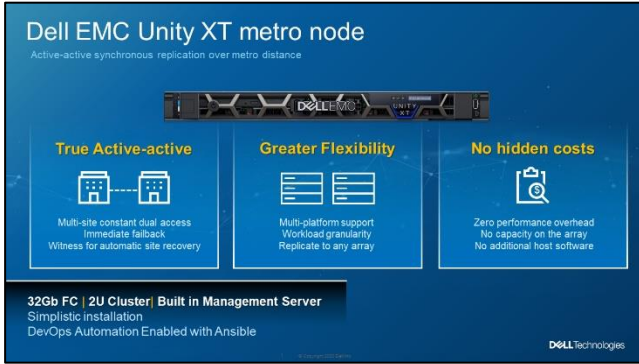 Dell EMC Unity XT metro node
Active-active synchronous replication over metro distance
DELLEMC
UNITY
XT
True Active-active
Multi-site constant dual access
Immediate failback
Witness for automatic site recovery
Greater Flexibility
Multi-platform support
Workload granularity
Replicate to any array
No hidden costs
Zero performance overhead
No capacity on the array
No additional host software
32Gb FC | 2U Cluster| Built in Management Server
Simplistic installation
DevOps Automation Enabled with Ansible
DELLTechnologies